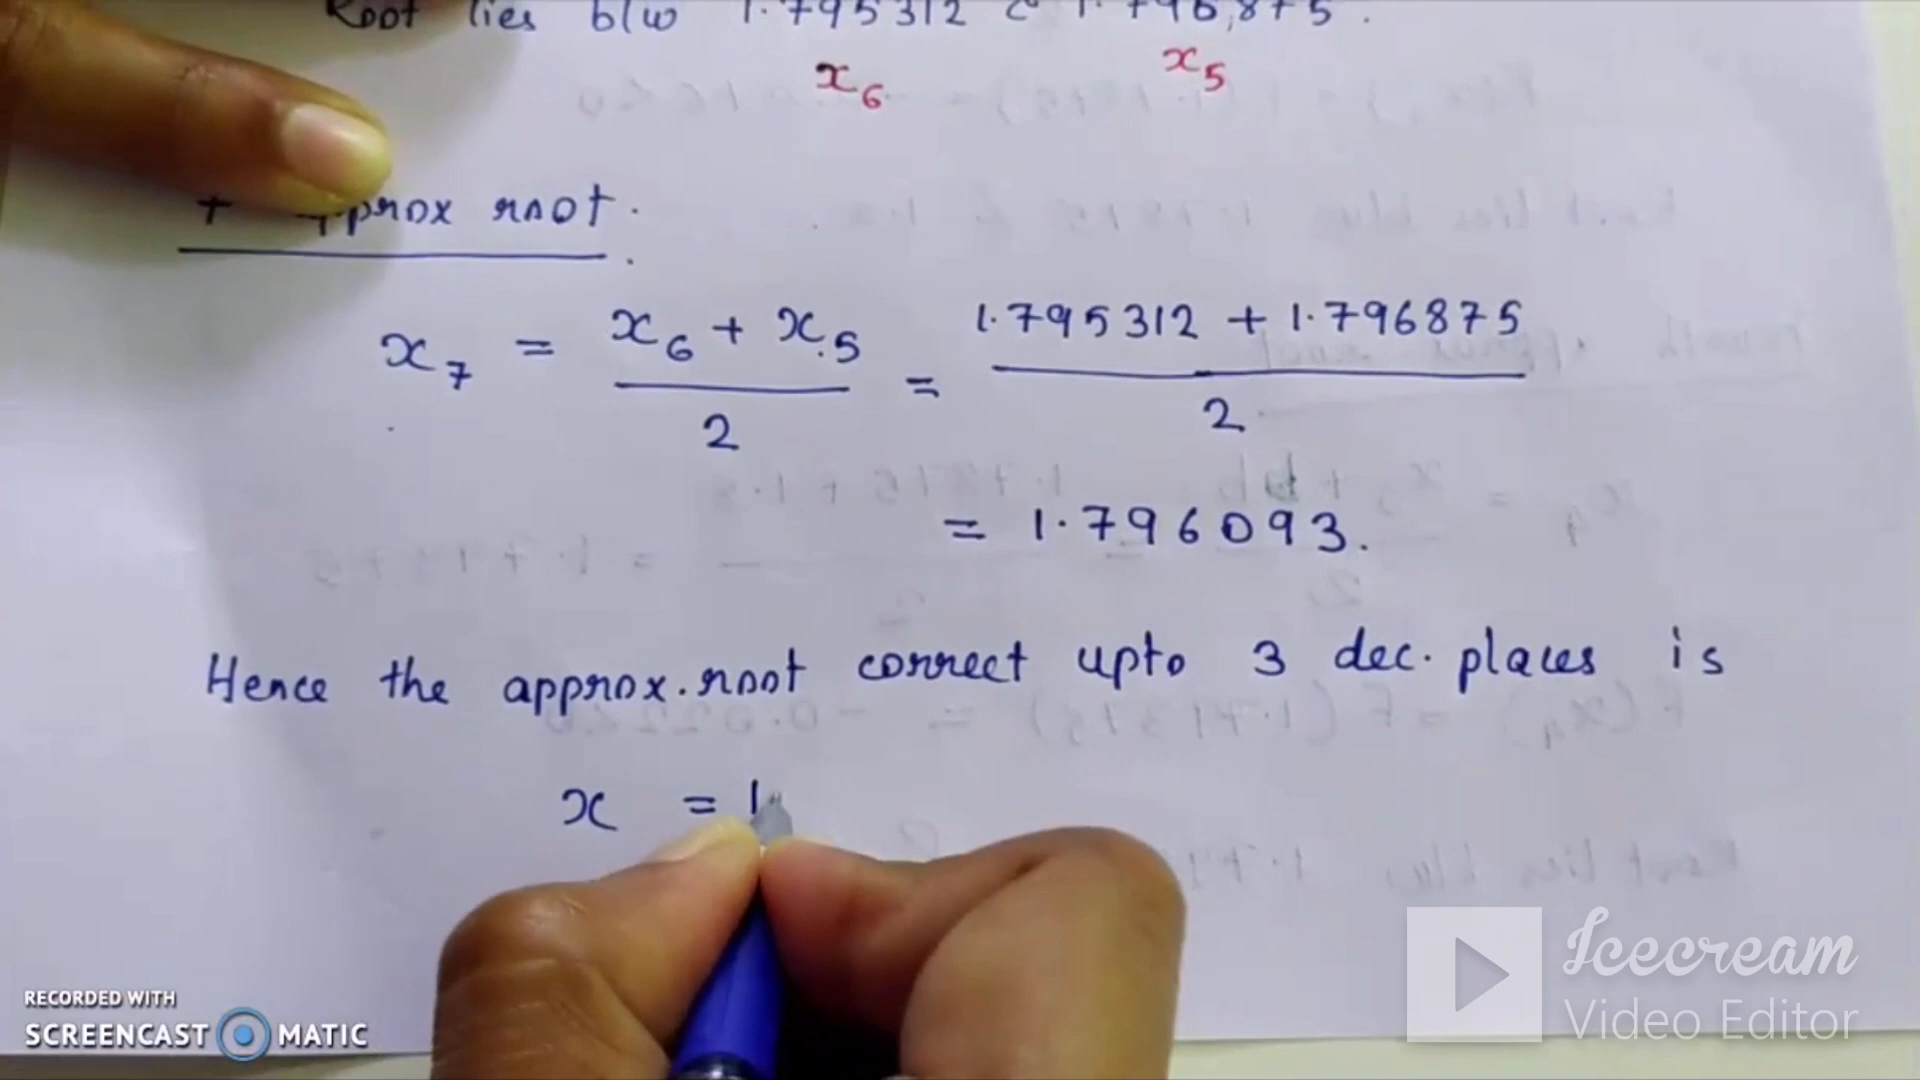 Root lies b/w 1.795312 & 1.796875.
x₆ x₅
approx root.
x₇ = x₆ + x₅ / 2 = 1.795312 + 1.796875 / 2
= 1.796093.
Hence the approx. root correct upto 3 dec. places is
x = 1
RECORDED WITH
SCREENCAST MATIC
Icecream
Video Editor